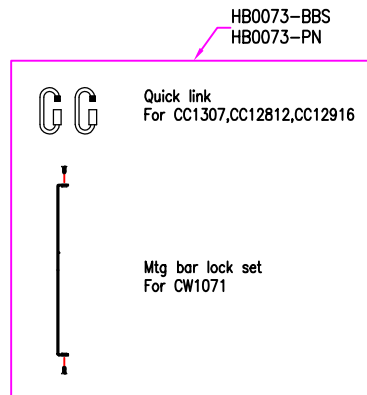 HB0073-BBS
HB0073-PN
Quick link
For CC1307,CC12812,CC12916
Mtg bar lock set
For CW1071